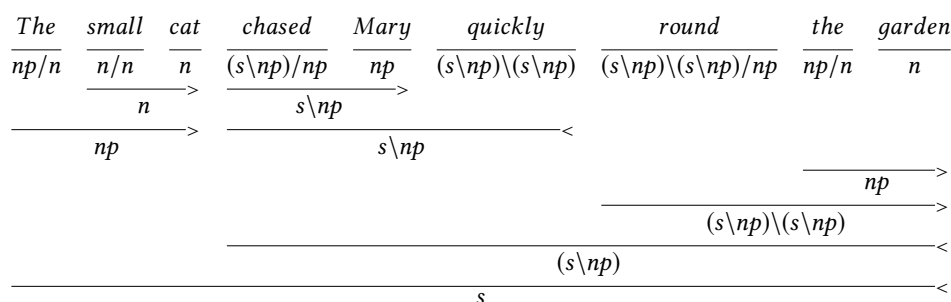 The small cat chased Mary quickly round the garden
np/n n/n n (s\np)/np np (s\np)\(s\np) (s\np)\(s\np)/np np/n n
> >
n s\np
> <
np s\np
>
np
>
(s\np)\(s\np)
<
(s\np)
<
s